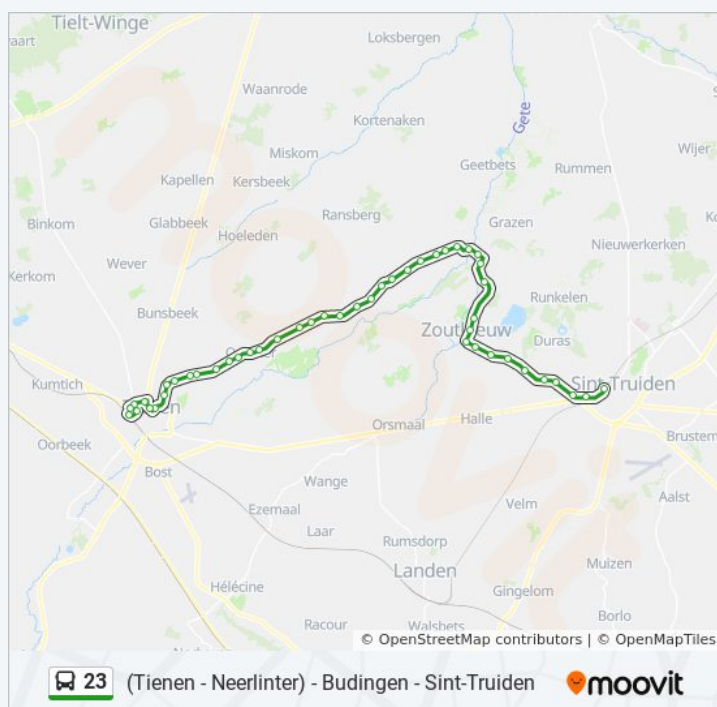 Tielt-Winge
Loksbergen
Waanrode
Kortenaken
Gete
Wijer
Miskom
Geetbets
Rummen
Kapellen
Kersbeek
Ransberg
Grazen
Binkom
Glabbeek
Hoeleden
Nieuwerkerken
Kerkom
Wever
Runkelen
Bunsbeek
Duras
Kumtich
Sint-Truiden
Orsmaal
Halle
Oorbeek
Brustem
Bost
Wange
Aalst
Ezemaal
Velm
Laar
Rumsdorp
Muizen
Landen
Hélécine
Gingelom
Racour
Walsbets
Borlo
moovit
© OpenStreetMap contributors | © OpenMapTiles
23 (Tienen - Neerlinter) - Budingen - Sint-Truiden moovit